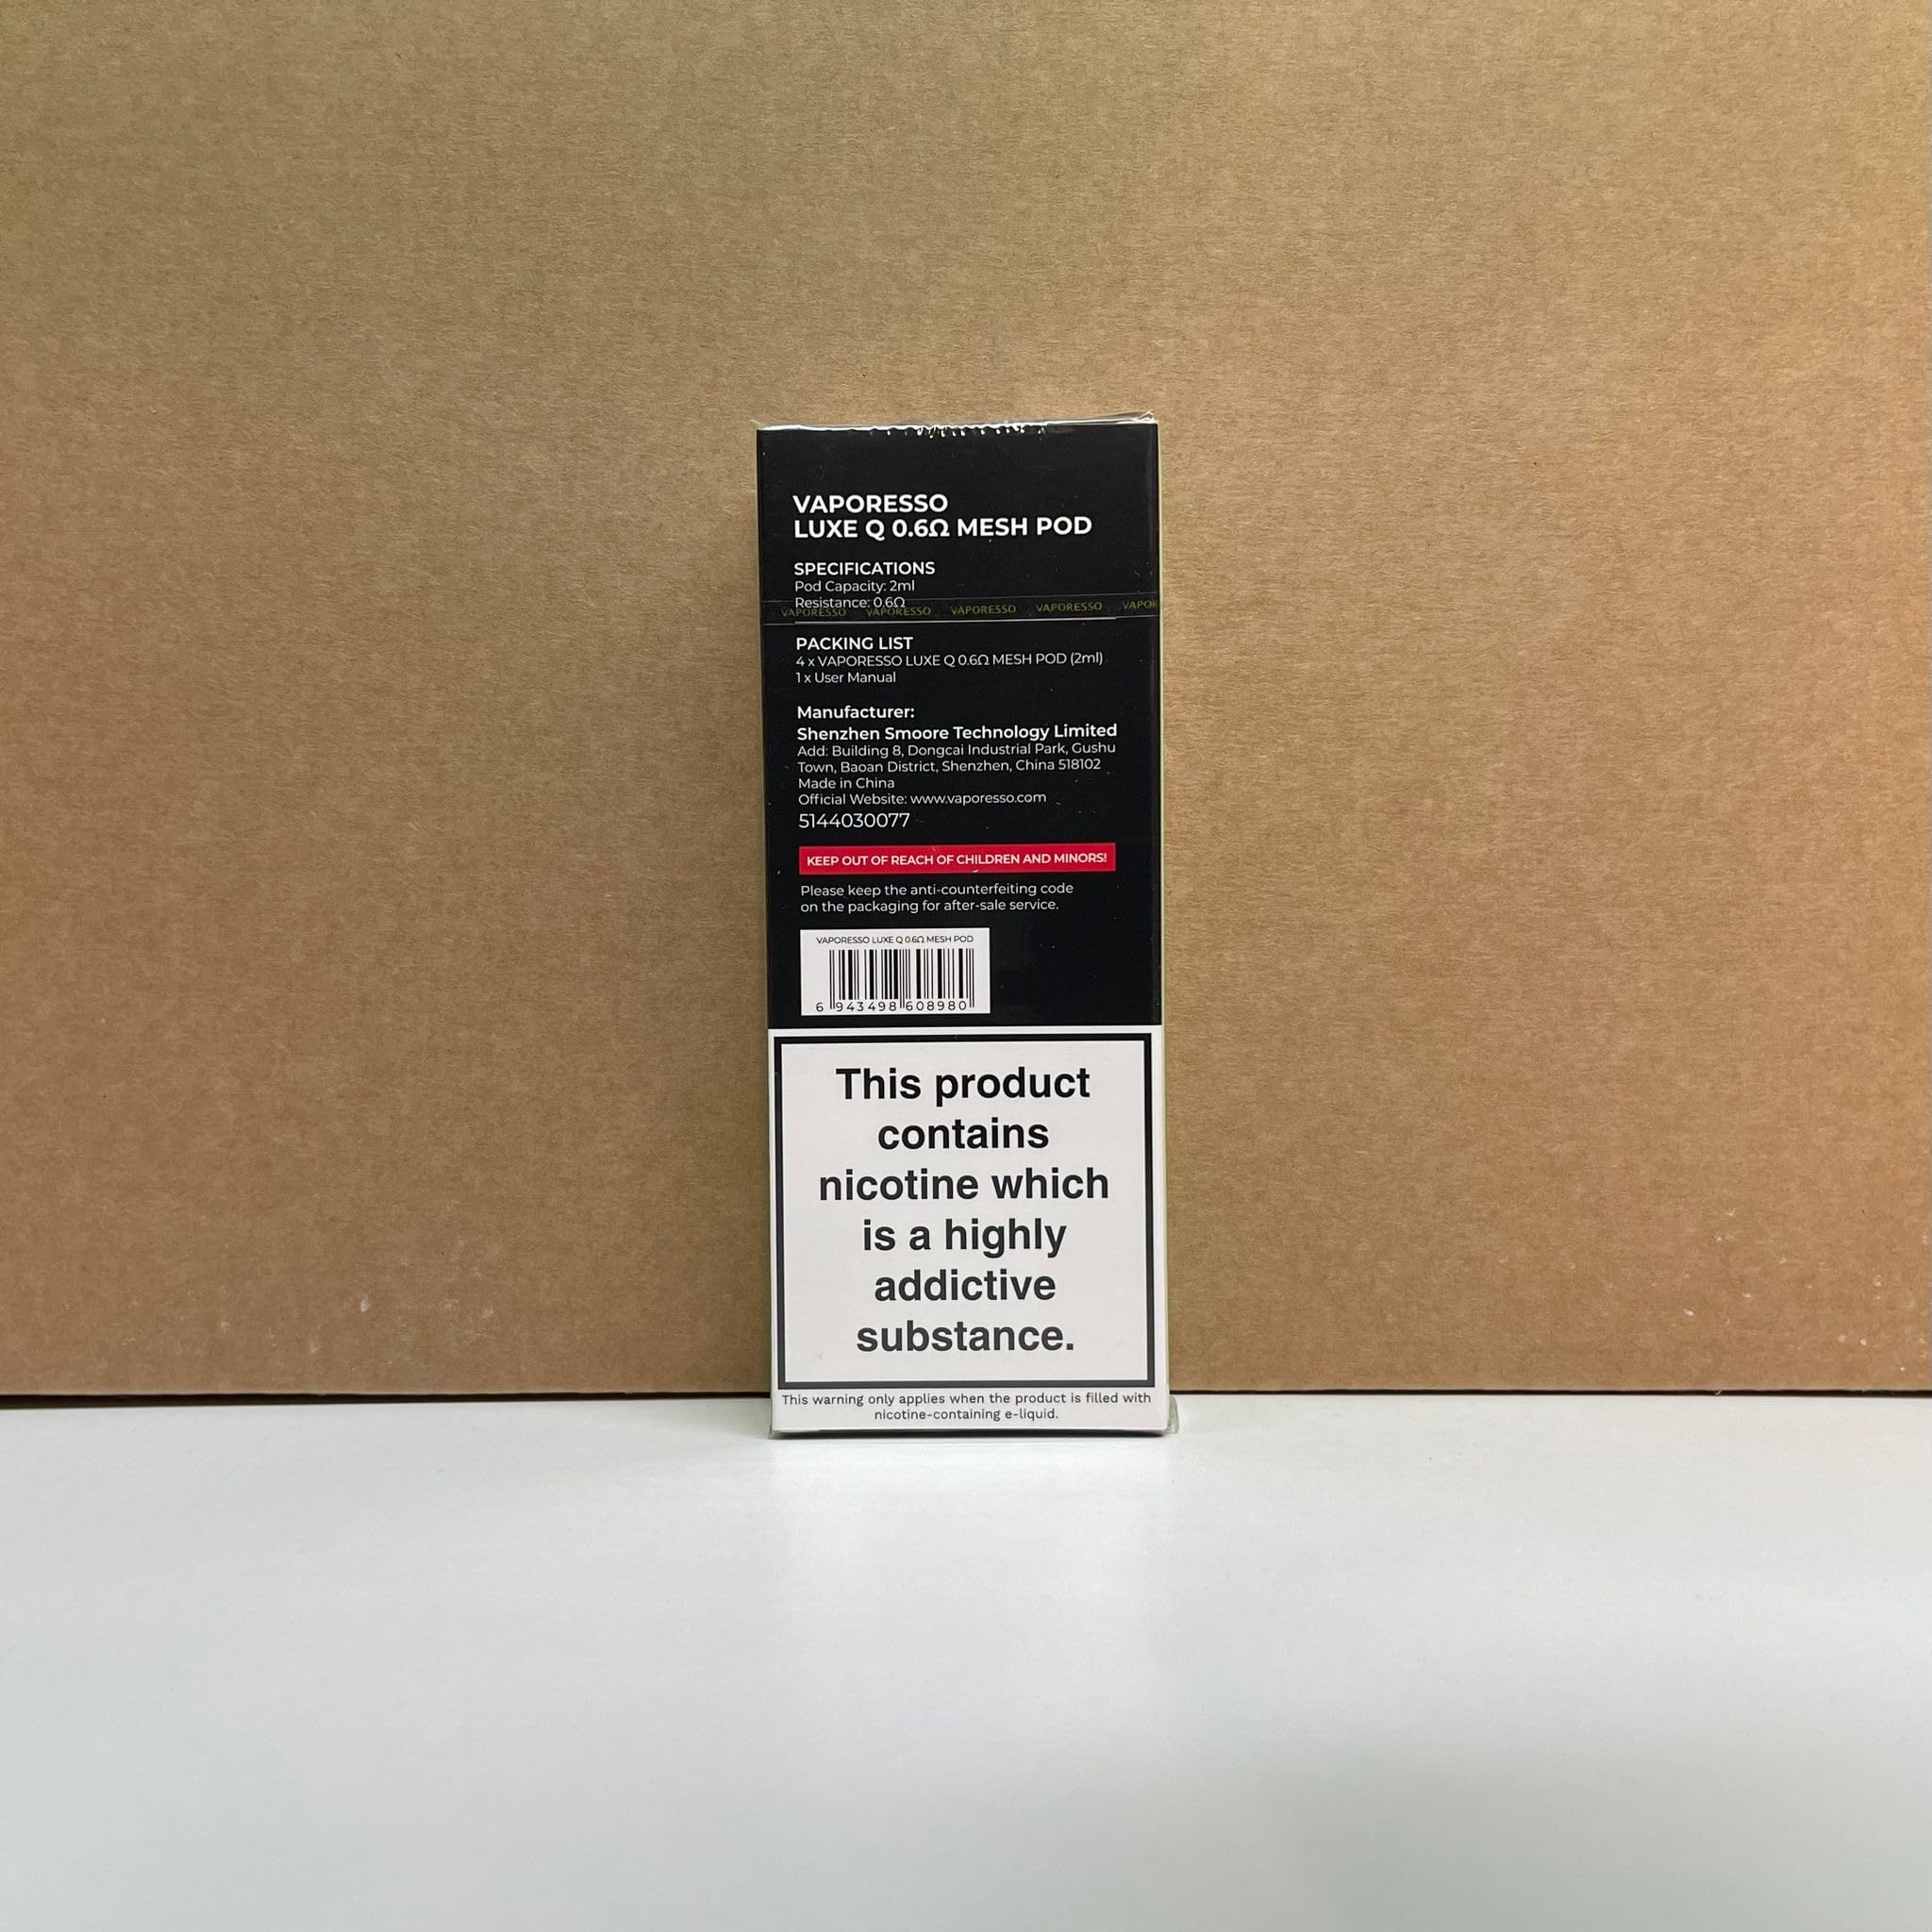 VAPORESSO
LUXE Q 0.6Ω MESH POD
SPECIFICATIONS
Pod Capacity: 2ml
Resistance: 0.6Ω
VAPORESSO VAPORESSO VAPORESSO VAPORESSO VAPOR
PACKING LIST
4 x VAPORESSO LUXE Q 0.6Ω MESH POD (2ml)
1 x User Manual
Manufacturer:
Shenzhen Smoore Technology Limited
Add: Building 8, Dongcai Industrial Park, Gushu
Town, Baoan District, Shenzhen, China 518102
Made in China
Official Website: www.vaporesso.com
5144030077
KEEP OUT OF REACH OF CHILDREN AND MINORS!
Please keep the anti-counterfeiting code
on the packaging for after-sale service.
VAPORESSO LUXE Q 0.6Ω MESH POD
6 943498 608980
This product
contains
nicotine which
is a highly
addictive
substance.
This warning only applies when the product is filled with
nicotine-containing e-liquid.